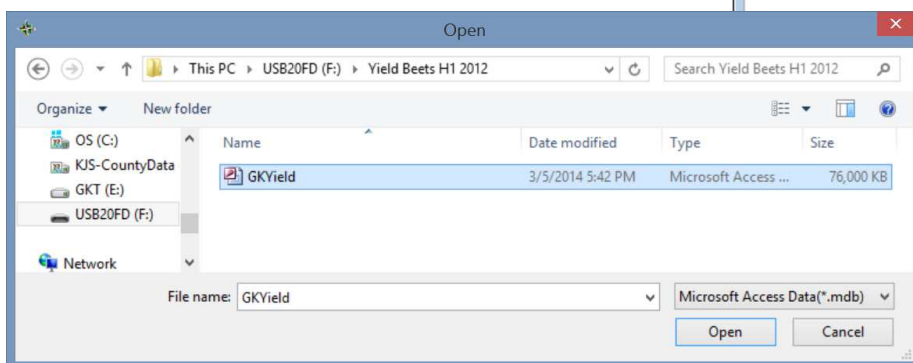 Open
This PC USB20FD (F:) Yield Beets H1 2012 Search Yield Beets H1 2012
Organize New folder
OS (C:)
KJS-CountyData
GKT (E:)
USB20FD (F:)
Network
Name Date modified Type Size
GKYield 3/5/2014 5:42 PM Microsoft Access ... 76,000 KB
File name: GKYield Microsoft Access Data(*.mdb)
Open Cancel